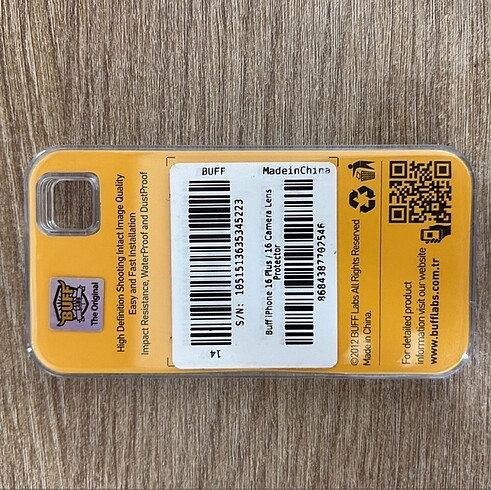 BUFF
The Original
High Definition Shooting Intact Image Quality
Easy and Fast Installation
Impact Resistance, WaterProof and DustProof
BUFF
MadeinChina
14
S/N: 10515113695345223
Buff iPhone 16 Plus / 16 Camera Lens
Protector
8684387702546
©2012 BUFF Labs All Rights Reserved
Made in China.
For detailed product
information visit our website
www.bufflabs.com.tr